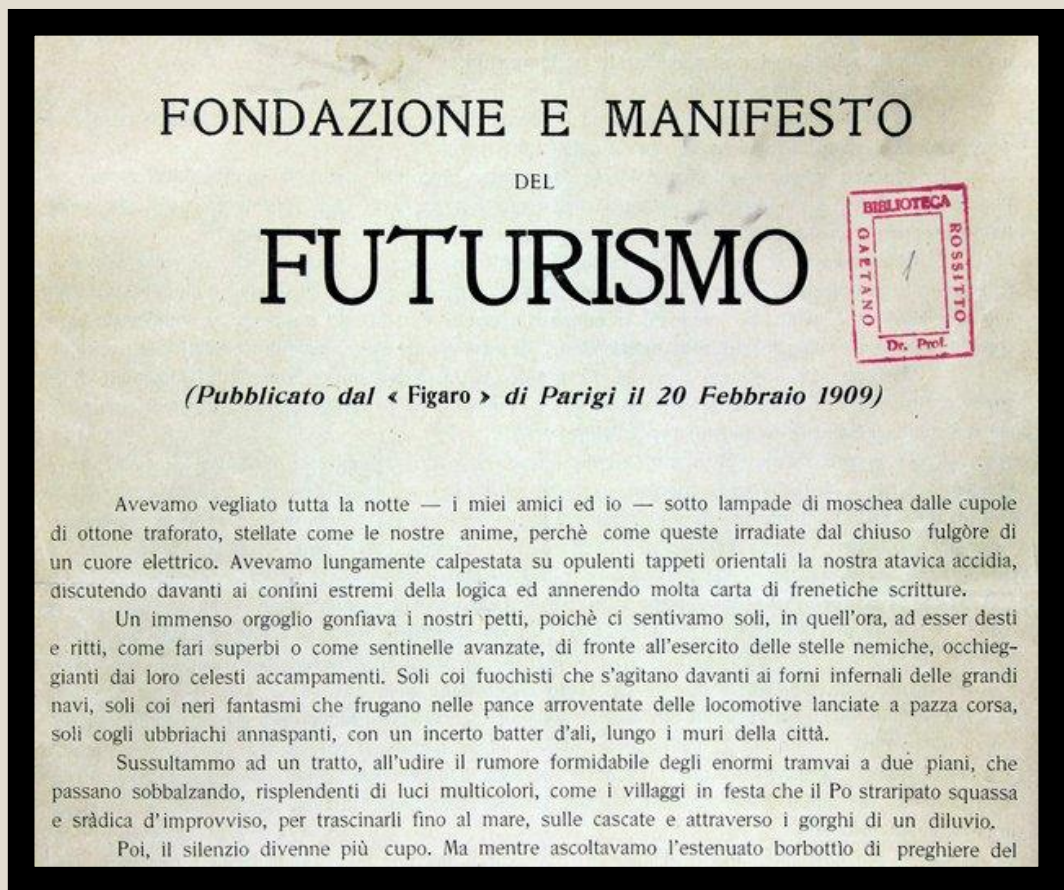 FONDAZIONE E MANIFESTO
DEL
FUTURISMO
BIBLIOTECA
GAETANO
ROSSITTO
Dr. Prof.
(Pubblicato dal « Figaro » di Parigi il 20 Febbraio 1909)
Avevamo vegliato tutta la notte — i miei amici ed io — sotto lampade di moschea dalle cupole
di ottone traforato, stellate come le nostre anime, perchè come queste irradiate dal chiuso fulgòre di
un cuore elettrico. Avevamo lungamente calpestata su opulenti tappeti orientali la nostra atavica accidia,
discutendo davanti ai confini estremi della logica ed annerendo molta carta di frenetiche scritture.
Un immenso orgoglio gonfiava i nostri petti, poichè ci sentivamo soli, in quell'ora, ad esser desti
e ritti, come fari superbi o come sentinelle avanzate, di fronte all'esercito delle stelle nemiche, occhieg-
gianti dai loro celesti accampamenti. Soli coi fuochisti che s'agitano davanti ai forni infernali delle grandi
navi, soli coi neri fantasmi che frugano nelle pance arroventate delle locomotive lanciate a pazza corsa,
soli cogli ubbriachi annaspanti, con un incerto batter d'ali, lungo i muri della città.
Sussultammo ad un tratto, all'udire il rumore formidabile degli enormi tramvai a due piani, che
passano sobbalzando, risplendenti di luci multicolori, come i villaggi in festa che il Po straripato squassa
e sràdica d'improvviso, per trascinarli fino al mare, sulle cascate e attraverso i gorghi di un diluvio.
Poi, il silenzio divenne più cupo. Ma mentre ascoltavamo l'estenuato borbottìo di preghiere del